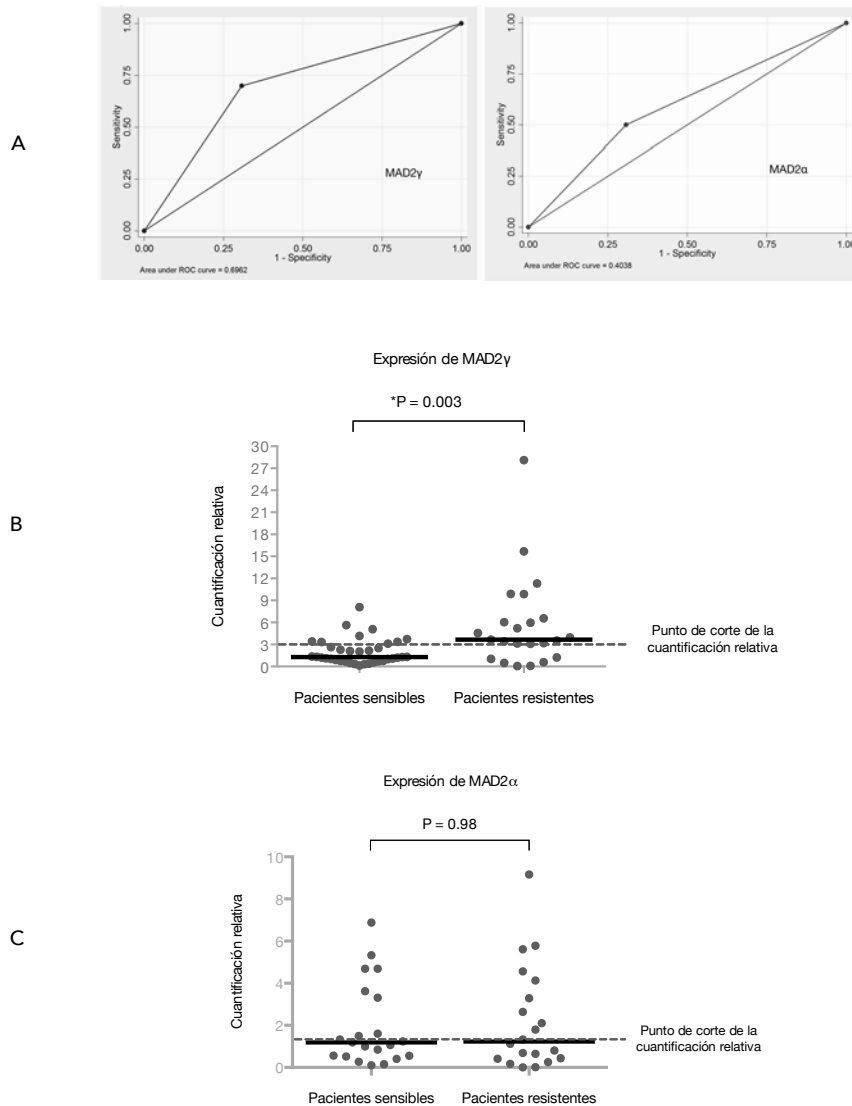 A
Sensitivity
0.00
0.25
0.50
0.75
1.00
MAD2γ
0.00
0.25
0.50
0.75
1.00
1 - Specificity
Area under ROC curve = 0.6962
Sensitivity
0.00
0.25
0.50
0.75
1.00
MAD2α
0.00
0.25
0.50
0.75
1.00
1 - Specificity
Area under ROC curve = 0.4038
B
Expresión de MAD2γ
*P = 0.003
Cuantificación relativa
30
27
24
21
18
15
12
9
6
3
0
Punto de corte de la
cuantificación relativa
Pacientes sensibles
Pacientes resistentes
C
Expresión de MAD2α
P = 0.98
Cuantificación relativa
10
8
6
4
2
0
Punto de corte de la
cuantificación relativa
Pacientes sensibles
Pacientes resistentes